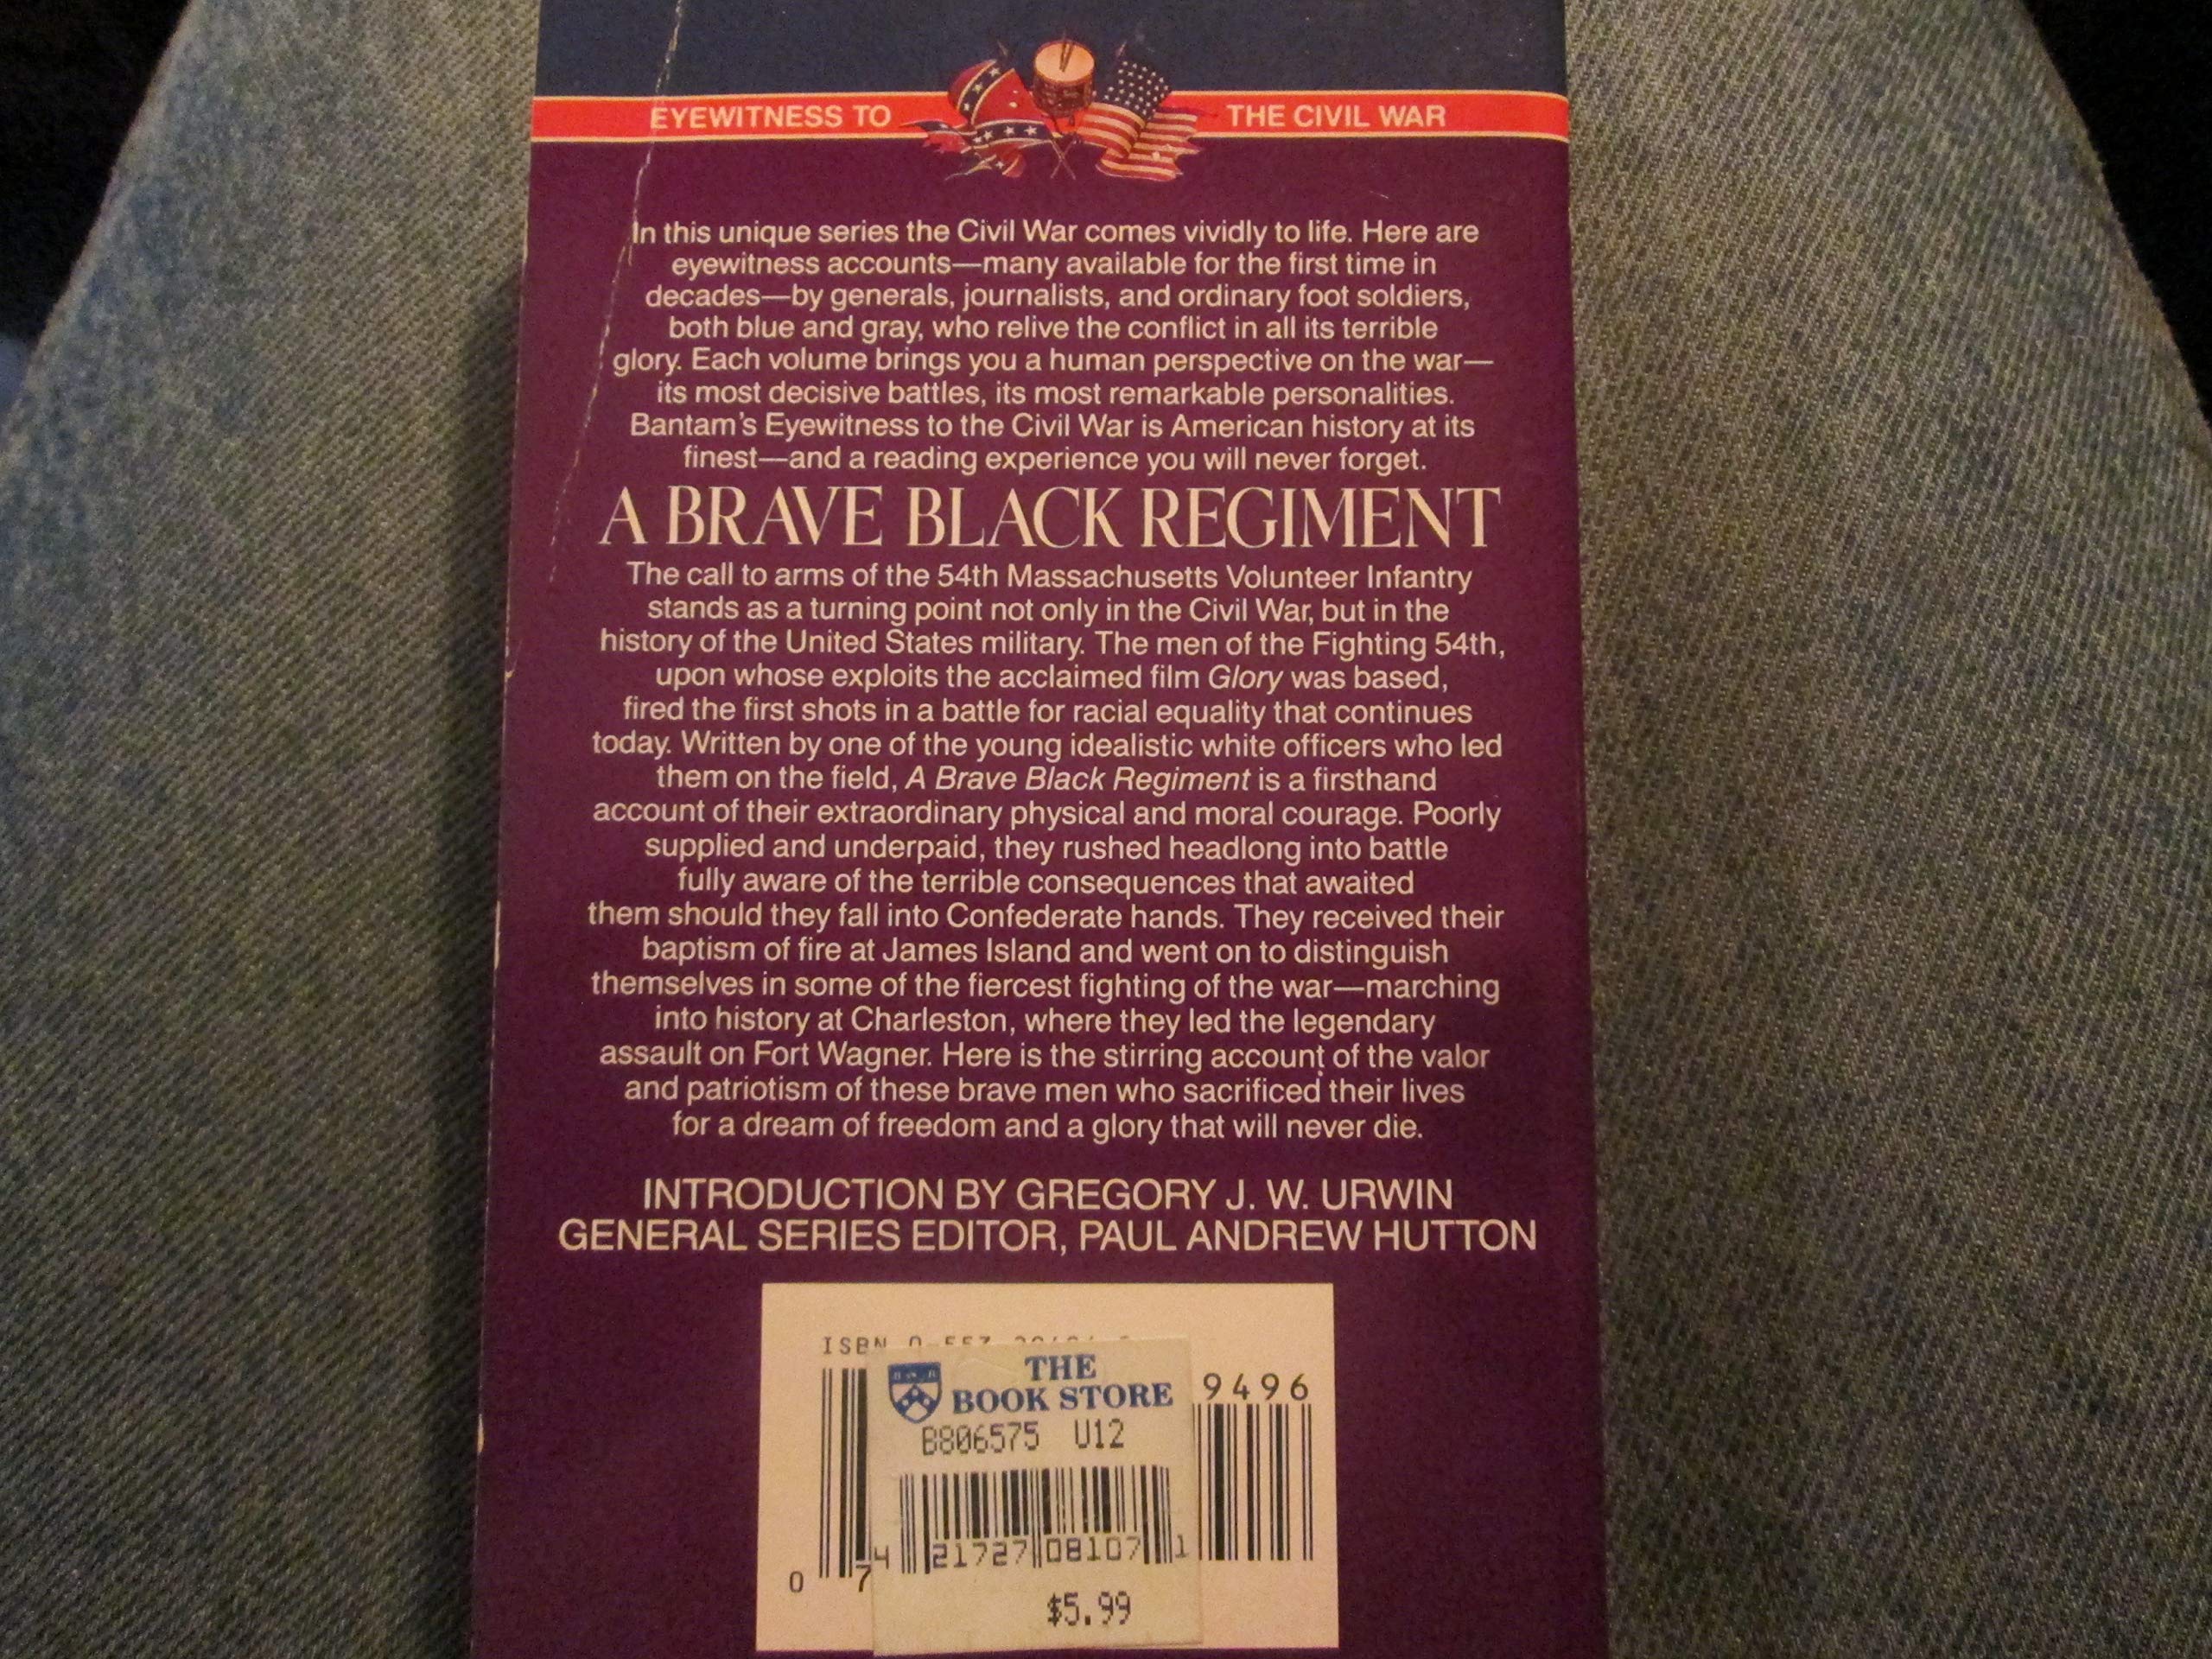 EYEWITNESS TO THE CIVIL WAR
In this unique series the Civil War comes vividly to life. Here are
eyewitness accounts—many available for the first time in
decades—by generals, journalists, and ordinary foot soldiers,
both blue and gray, who relive the conflict in all its terrible
glory. Each volume brings you a human perspective on the war—
its most decisive battles, its most remarkable personalities.
Bantam's Eyewitness to the Civil War is American history at its
finest—and a reading experience you will never forget.
A BRAVE BLACK REGIMENT
The call to arms of the 54th Massachusetts Volunteer Infantry
stands as a turning point not only in the Civil War, but in the
history of the United States military. The men of the Fighting 54th,
upon whose exploits the acclaimed film Glory was based,
fired the first shots in a battle for racial equality that continues
today. Written by one of the young idealistic white officers who led
them on the field, A Brave Black Regiment is a firsthand
account of their extraordinary physical and moral courage. Poorly
supplied and underpaid, they rushed headlong into battle
fully aware of the terrible consequences that awaited
them should they fall into Confederate hands. They received their
baptism of fire at James Island and went on to distinguish
themselves in some of the fiercest fighting of the war—marching
into history at Charleston, where they led the legendary
assault on Fort Wagner. Here is the stirring account of the valor
and patriotism of these brave men who sacrificed their lives
for a dream of freedom and a glory that will never die.
INTRODUCTION BY GREGORY J. W. URWIN
GENERAL SERIES EDITOR, PAUL ANDREW HUTTON
ISBN
THE
BOOK STORE
9496
B806575 U12
4 21727 08107 1
0 7
$5.99